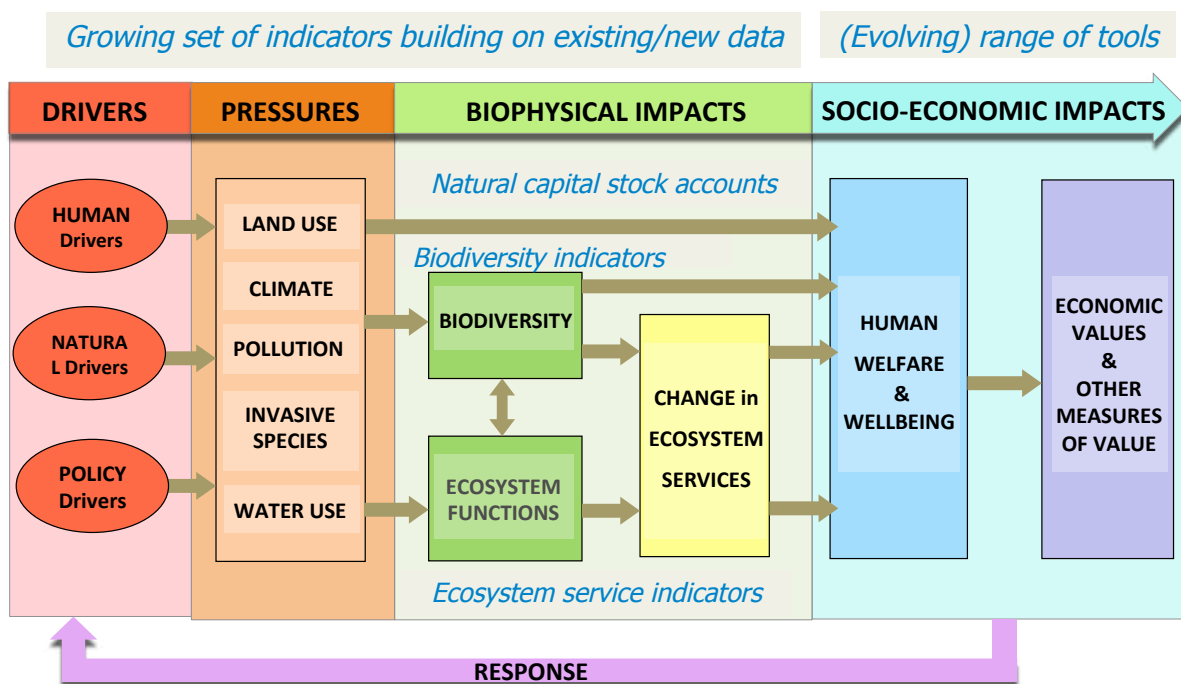 Growing set of indicators building on existing/new data
(Evolving) range of tools
DRIVERS
PRESSURES
BIOPHYSICAL IMPACTS
SOCIO-ECONOMIC IMPACTS
HUMAN
Drivers
NATURA
L Drivers
POLICY
Drivers
LAND USE
CLIMATE
POLLUTION
INVASIVE
SPECIES
WATER USE
Natural capital stock accounts
Biodiversity indicators
BIODIVERSITY
ECOSYSTEM
FUNCTIONS
CHANGE in
ECOSYSTEM
SERVICES
Ecosystem service indicators
HUMAN
WELFARE
&
WELLBEING
ECONOMIC
VALUES
&
OTHER
MEASURES
OF VALUE
RESPONSE